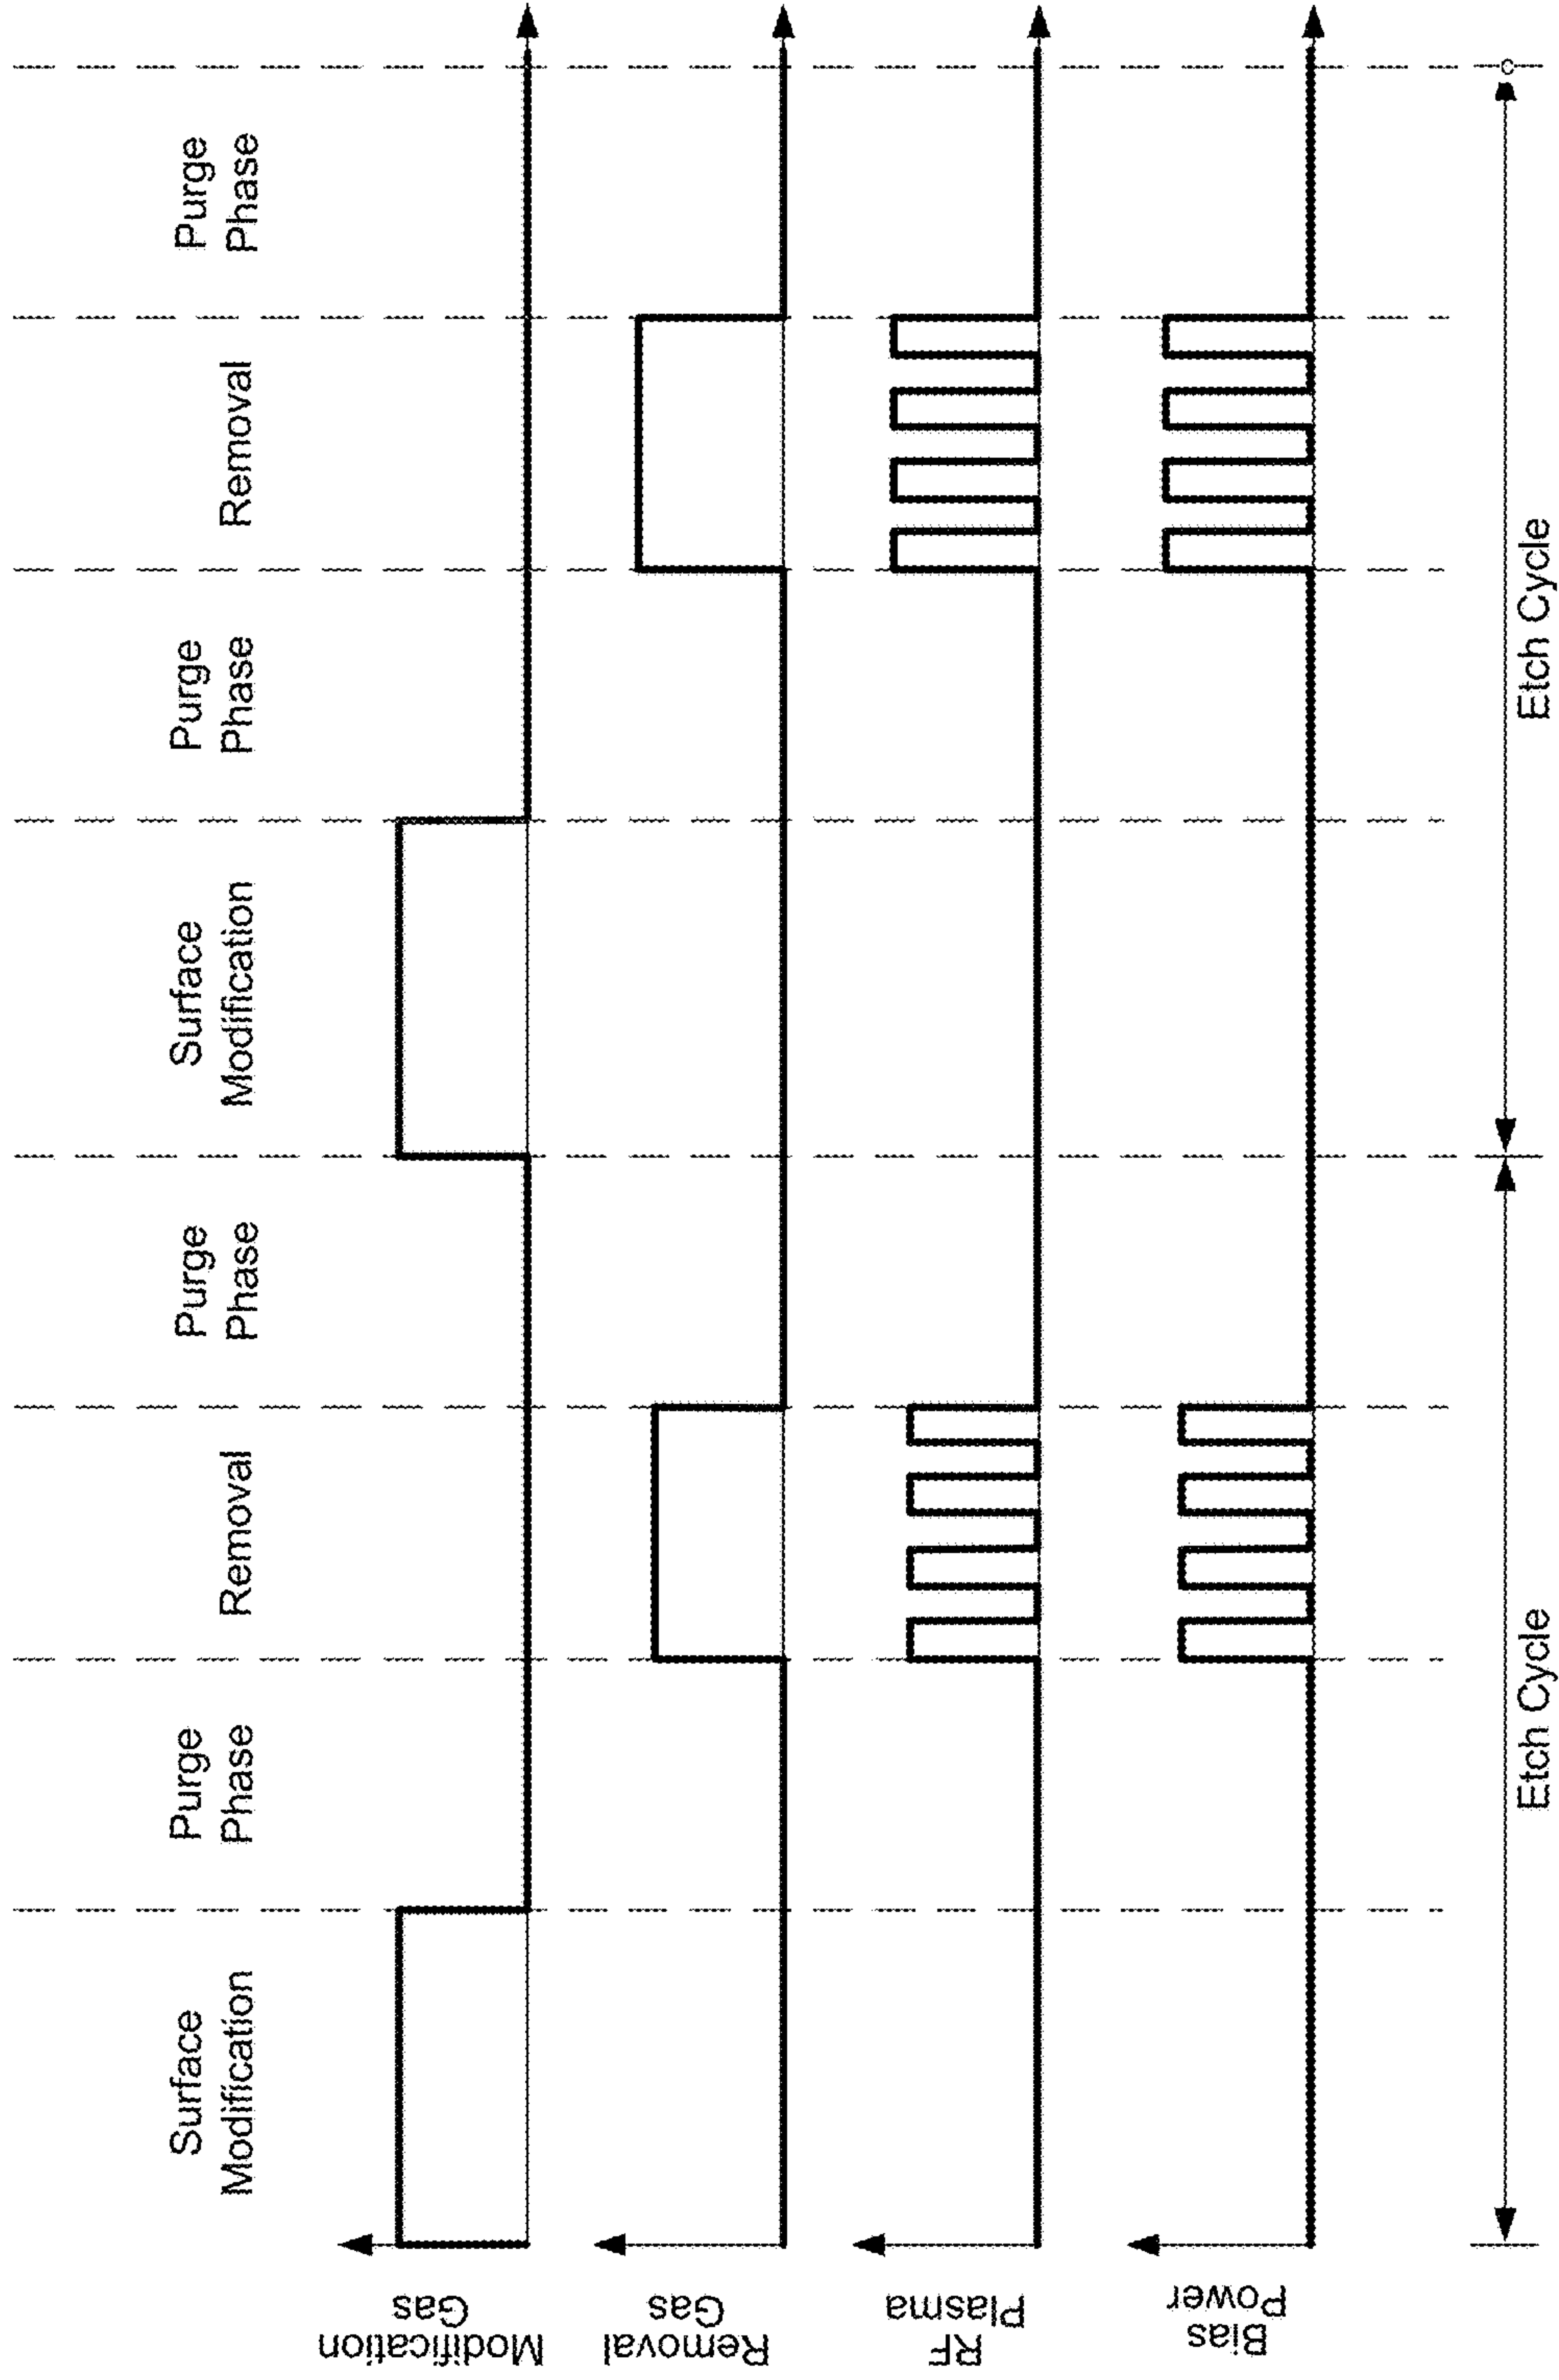 Surface
Modification
Purge
Phase
Removal
Purge
Phase
Surface
Modification
Purge
Phase
Removal
Purge
Phase
Modification
Gas
Removal
Gas
RF
Plasma
Bias
Power
Etch Cycle
Etch Cycle